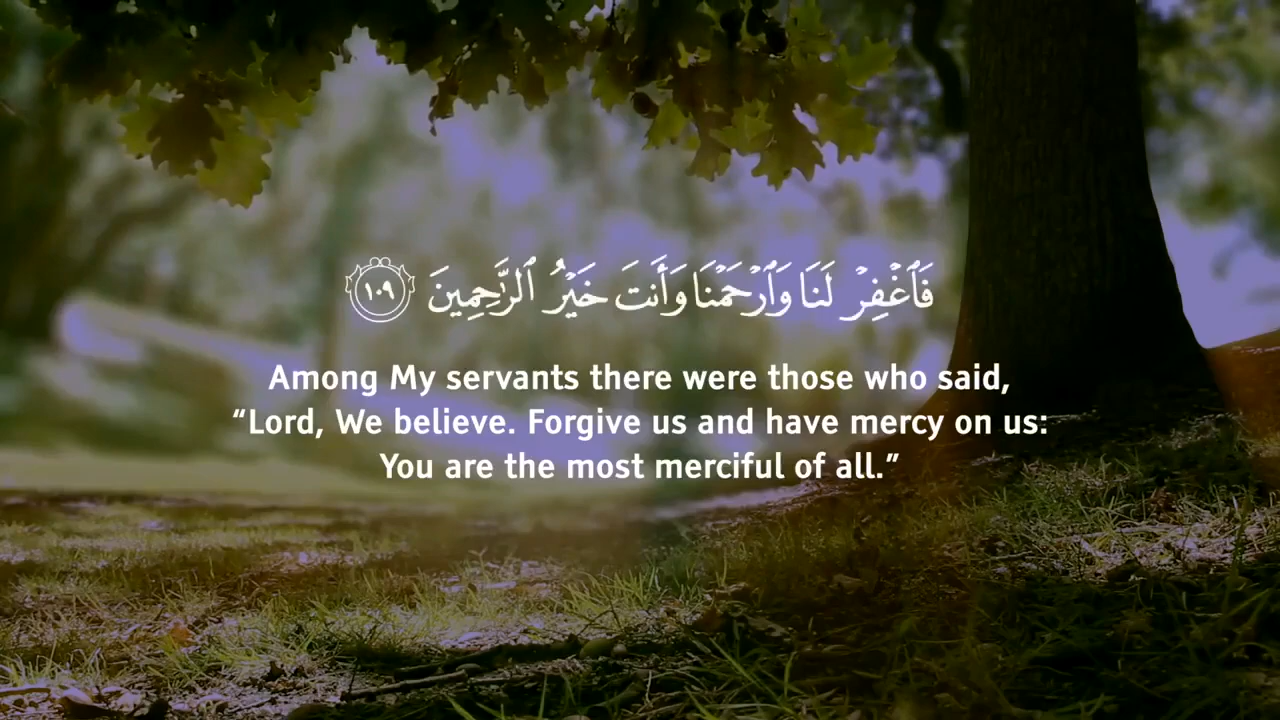 فَٱغْفِرْ لَنَا وَٱرْحَمْنَا وَأَنتَ خَيْرُ ٱلرَّٰحِمِينَ ١٠٩
Among My servants there were those who said,
“Lord, We believe. Forgive us and have mercy on us:
You are the most merciful of all.”